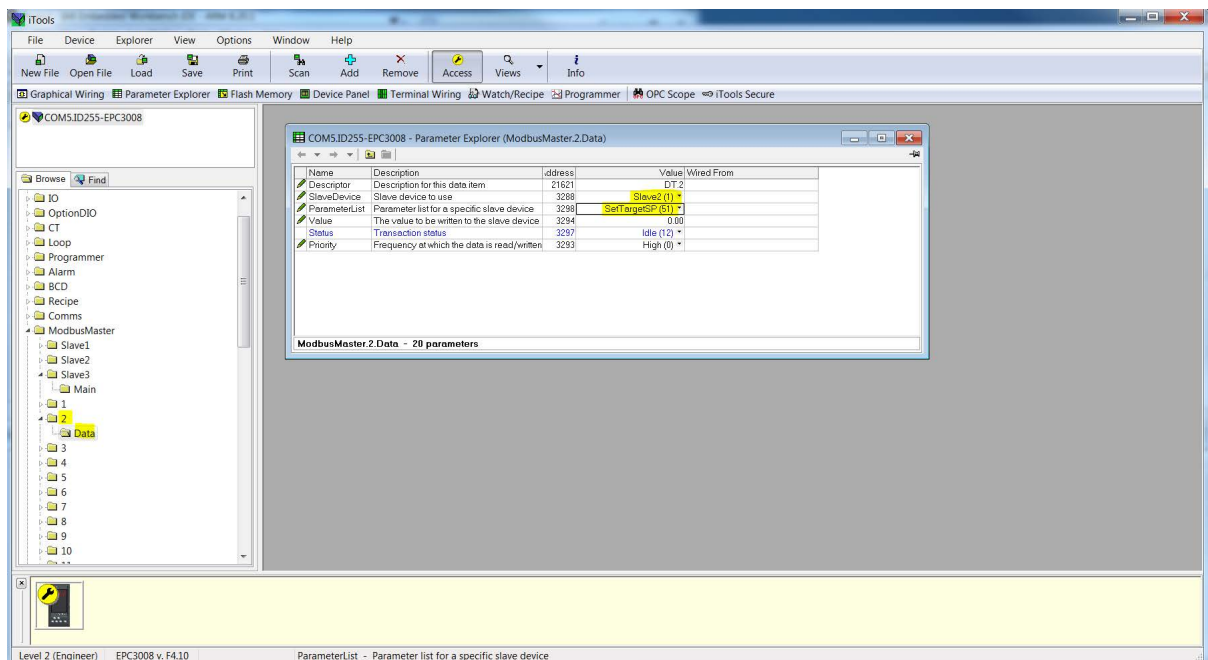 iTools
File Device Explorer View Options Window Help
New File Open File Load Save Print Scan Add Remove Access Views Info
Graphical Wiring Parameter Explorer Flash Memory Device Panel Terminal Wiring Watch/Recipe Programmer OPC Scope iTools Secure
COM5.ID255-EPC3008
Browse Find
IO
OptionDIO
CT
Loop
Programmer
Alarm
BCD
Recipe
Comms
ModbusMaster
Slave1
Slave2
Slave3
Main
1
2
Data
3
4
5
6
7
8
9
10
COM5.ID255-EPC3008 - Parameter Explorer (ModbusMaster.2.Data)
Name Description ddress Value Wired From
Descriptor Description for this data item 21621 DT.2
SlaveDevice Slave device to use 3288 Slave2 (1)
ParameterList Parameter list for a specific slave device 3298 SetTargetSP (51)
Value The value to be written to the slave device 3294 0.00
Status Transaction status 3297 Idle (12)
Priority Frequency at which the data is read/written 3293 High (0)
ModbusMaster.2.Data - 20 parameters
Level 2 (Engineer) EPC3008 v. F4.10 ParameterList - Parameter list for a specific slave device